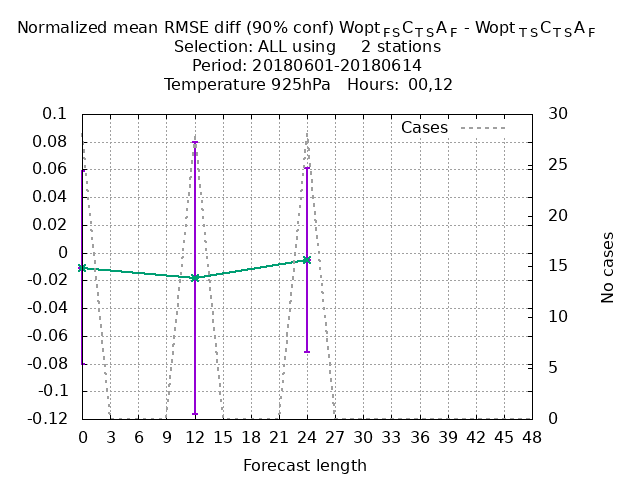 Normalized mean RMSE diff (90% conf) Wopt FS C TS A F - Wopt TS C TS A F
Selection: ALL using 2 stations
Period: 20180601-20180614
Temperature 925hPa Hours: 00,12
Cases
0.1
0.08
0.06
0.04
0.02
0
-0.02
-0.04
-0.06
-0.08
-0.1
-0.12
30
25
20
15
10
5
0
No cases
0 3 6 9 12 15 18 21 24 27 30 33 36 39 42 45 48
Forecast length